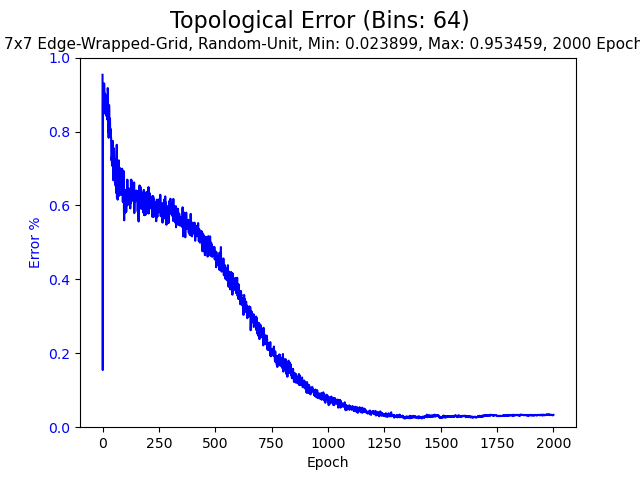 Topological Error (Bins: 64)
7x7 Edge-Wrapped-Grid, Random-Unit, Min: 0.023899, Max: 0.953459, 2000 Epoch
1.0
0.8
0.6
0.4
0.2
0.0
Error %
0 250 500 750 1000 1250 1500 1750 2000
Epoch